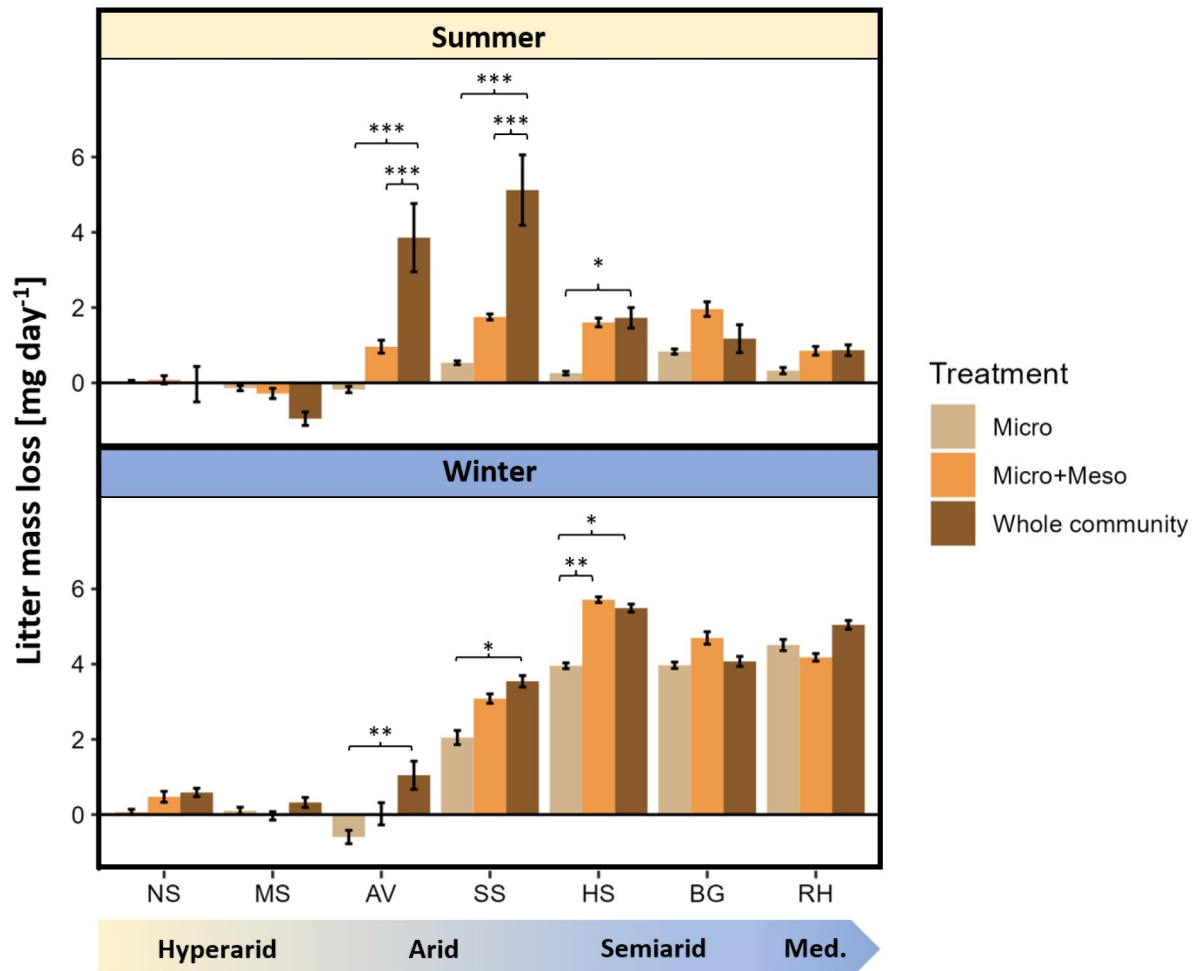 Summer
***
***
***
***
*
6
4
2
0
Litter mass loss [mg day⁻¹]
Winter
*
**
*
**
6
4
2
0
NS MS AV SS HS BG RH
Hyperarid Arid Semiarid Med.
Treatment
Micro
Micro+Meso
Whole community